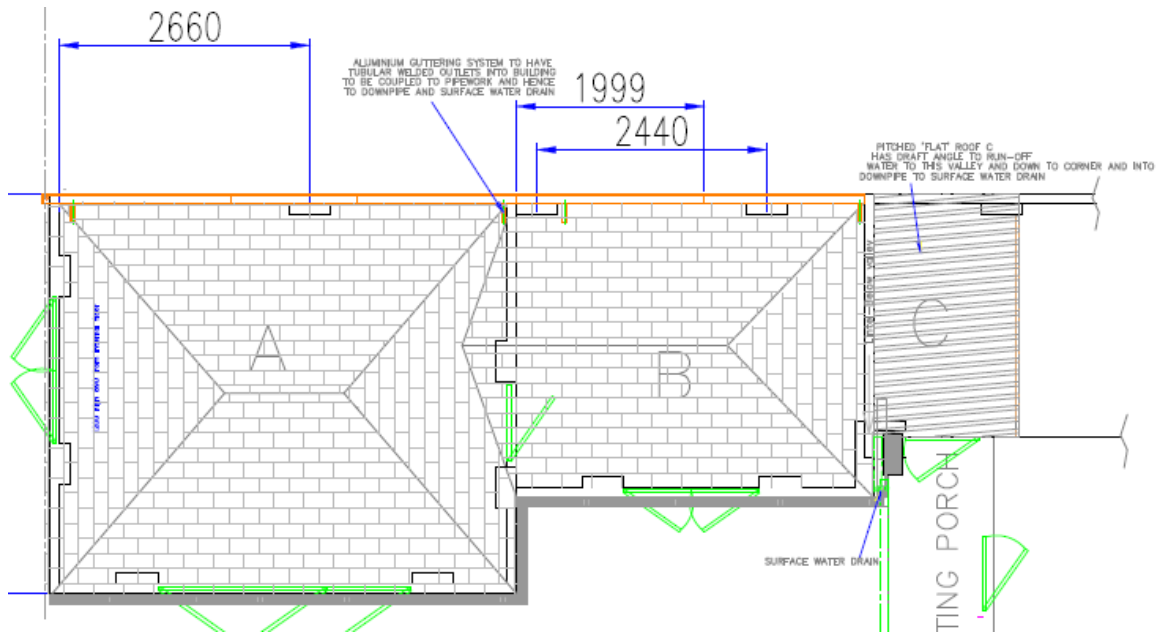 2660
ALUMINIUM GUTTERING SYSTEM TO HAVE
TUBULAR WELDED OUTLETS INTO BUILDING
TO BE COUPLED TO PIPEWORK AND HENCE
TO DOWNPIPE AND SURFACE WATER DRAIN
1999
2440
PITCHED 'FLAT' ROOF C
HAS DRAFT ANGLE TO RUN-OFF
WATER TO THIS VALLEY AND DOWN TO CORNER AND INTO
DOWNPIPE TO SURFACE WATER DRAIN
A
B
C
valley
SURFACE WATER DRAIN
TING PORCH